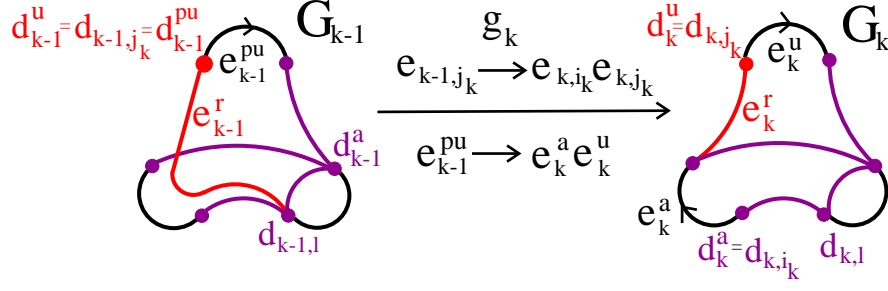 d^u_{k-1} = d_{k-1,j_k} = d^{pu}_{k-1}
G_{k-1}
e^{pu}_{k-1}
e^r_{k-1}
d^a_{k-1}
d_{k-1,l}
g_k
e_{k-1,j_k} → e_{k,i_k} e_{k,j_k}
e^{pu}_{k-1} → e^a_k e^u_k
d^u_k = d_{k,j_k}
G_k
e^u_k
e^r_k
e^a_k
d^a_k = d_{k,i_k}
d_{k,l}